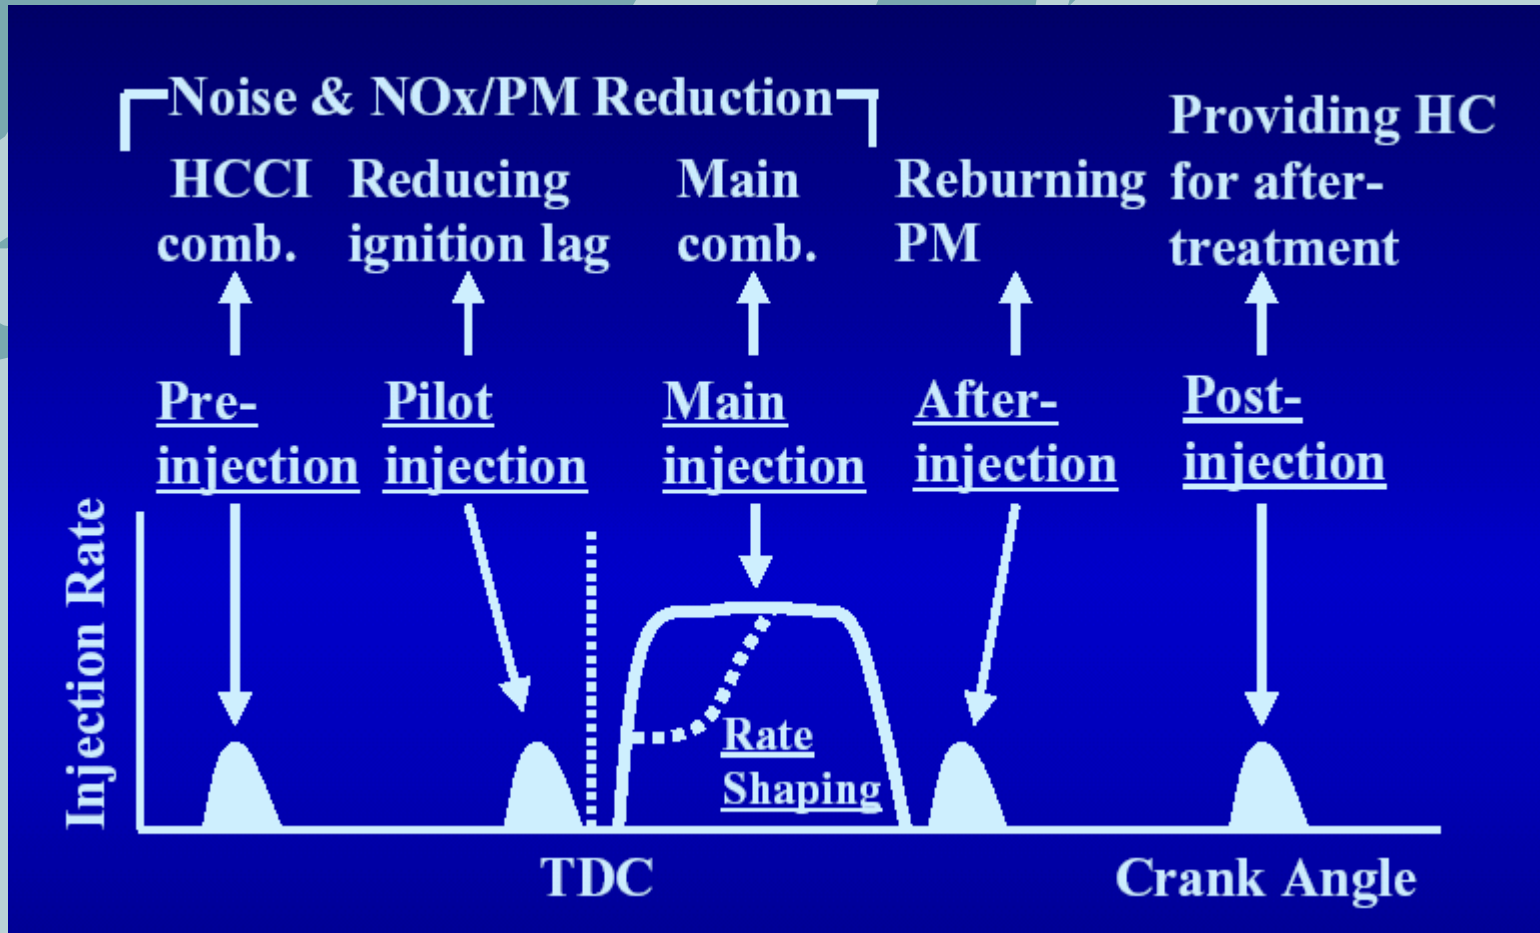 Noise & NOx/PM Reduction
HCCI
comb.
Reducing
ignition lag
Main
comb.
Reburning
PM
Providing HC
for after-
treatment
Pre-
injection
Pilot
injection
Main
injection
After-
injection
Post-
injection
Injection Rate
Rate
Shaping
TDC
Crank Angle